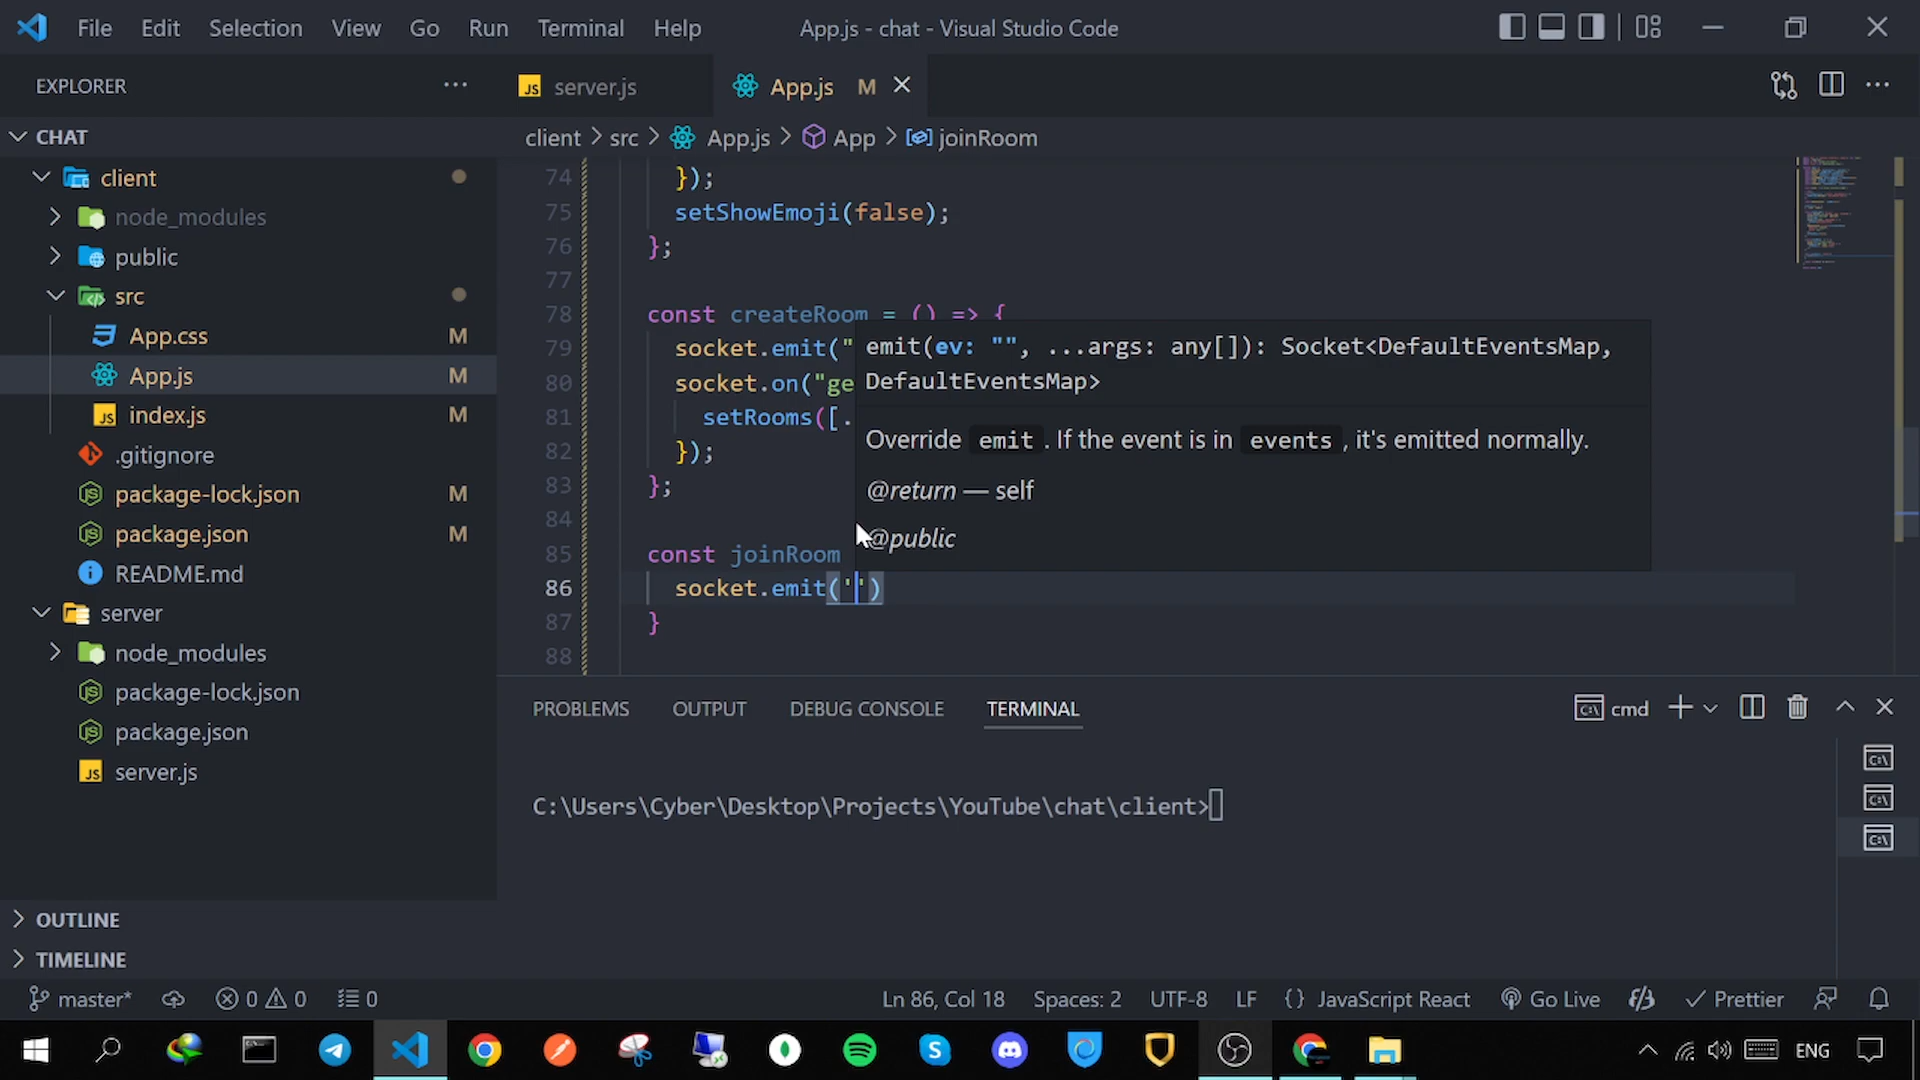 File Edit Selection View Go Run Terminal Help
App.js - chat - Visual Studio Code
EXPLORER
CHAT
client
node_modules
public
src
App.css M
App.js M
index.js M
.gitignore
package-lock.json M
package.json M
README.md
server
node_modules
package-lock.json
package.json
server.js
OUTLINE
TIMELINE
JS server.js
App.js M
client > src > App.js > App > joinRoom
74 });
75 setShowEmoji(false);
76 };
77
78 const createRoom = () => {
79 socket.emit("
80 socket.on("ge
81 setRooms([.
82 });
83 };
84
85 const joinRoom
86 socket.emit('')
87 }
88
emit(ev: "", ...args: any[]): Socket<DefaultEventsMap,
DefaultEventsMap>
Override emit. If the event is in events, it's emitted normally.
@return — self
@public
PROBLEMS OUTPUT DEBUG CONSOLE TERMINAL
cmd
C:\Users\Cyber\Desktop\Projects\YouTube\chat\client>
master* 0 0 0
Ln 86, Col 18 Spaces: 2 UTF-8 LF {} JavaScript React Go Live Prettier
ENG